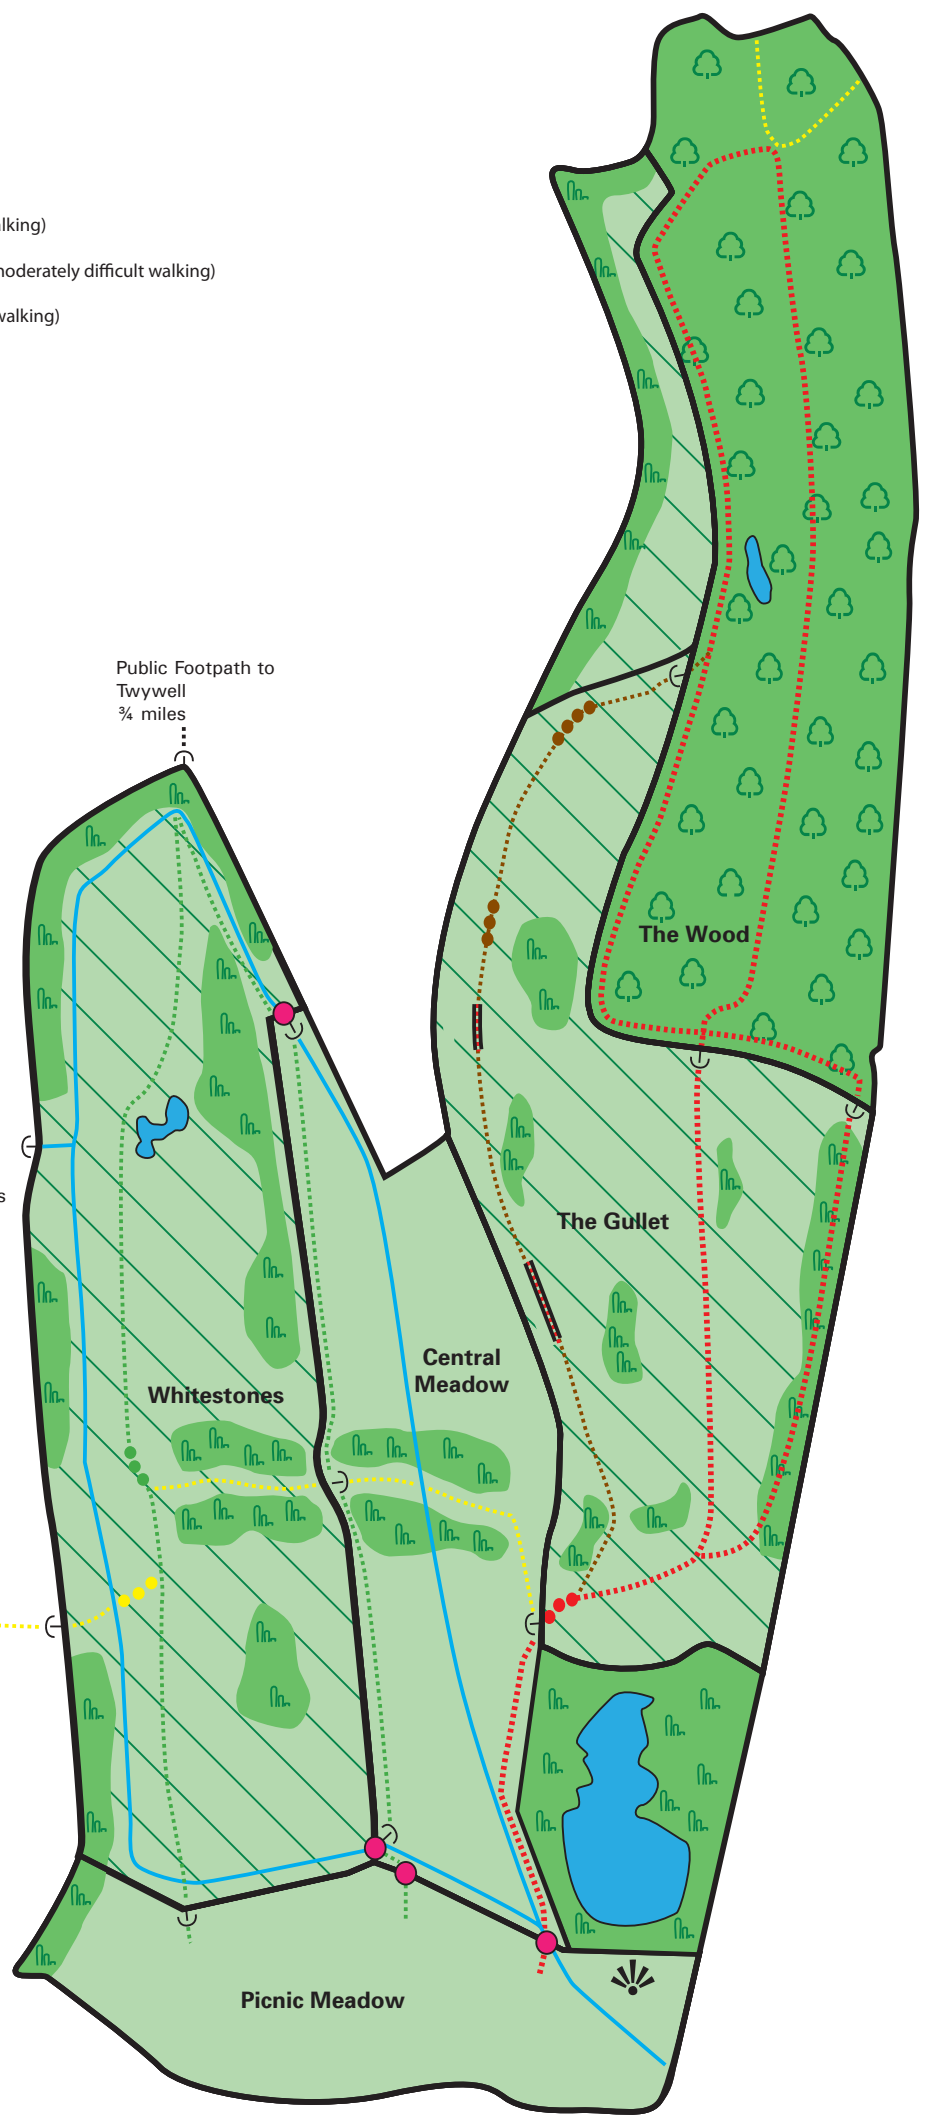 lking)
moderately difficult walking)
walking)
Public Footpath to
Twywell
¾ miles
The Wood
s
The Gullet
Central
Meadow
Whitestones
Picnic Meadow